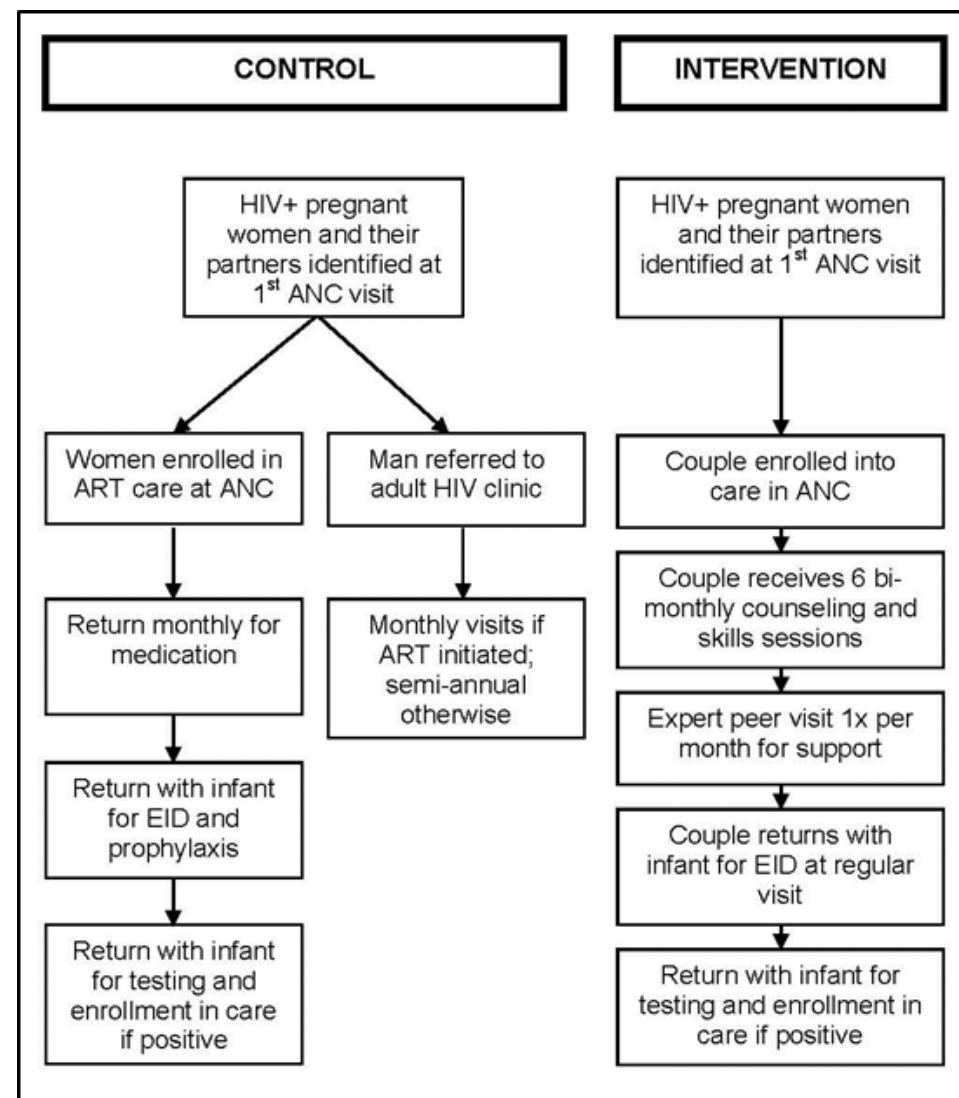 CONTROL
INTERVENTION
HIV+ pregnant
women and their
partners identified at
1st ANC visit
HIV+ pregnant women
and their partners
identified at 1st ANC visit
Women enrolled in
ART care at ANC
Man referred to
adult HIV clinic
Couple enrolled into
care in ANC
Return monthly for
medication
Monthly visits if
ART initiated;
semi-annual
otherwise
Couple receives 6 bi-
monthly counseling and
skills sessions
Expert peer visit 1x per
month for support
Return with infant
for EID and
prophylaxis
Couple returns with
infant for EID at regular
visit
Return with infant
for testing and
enrollment in care
if positive
Return with infant for
testing and enrollment in
care if positive